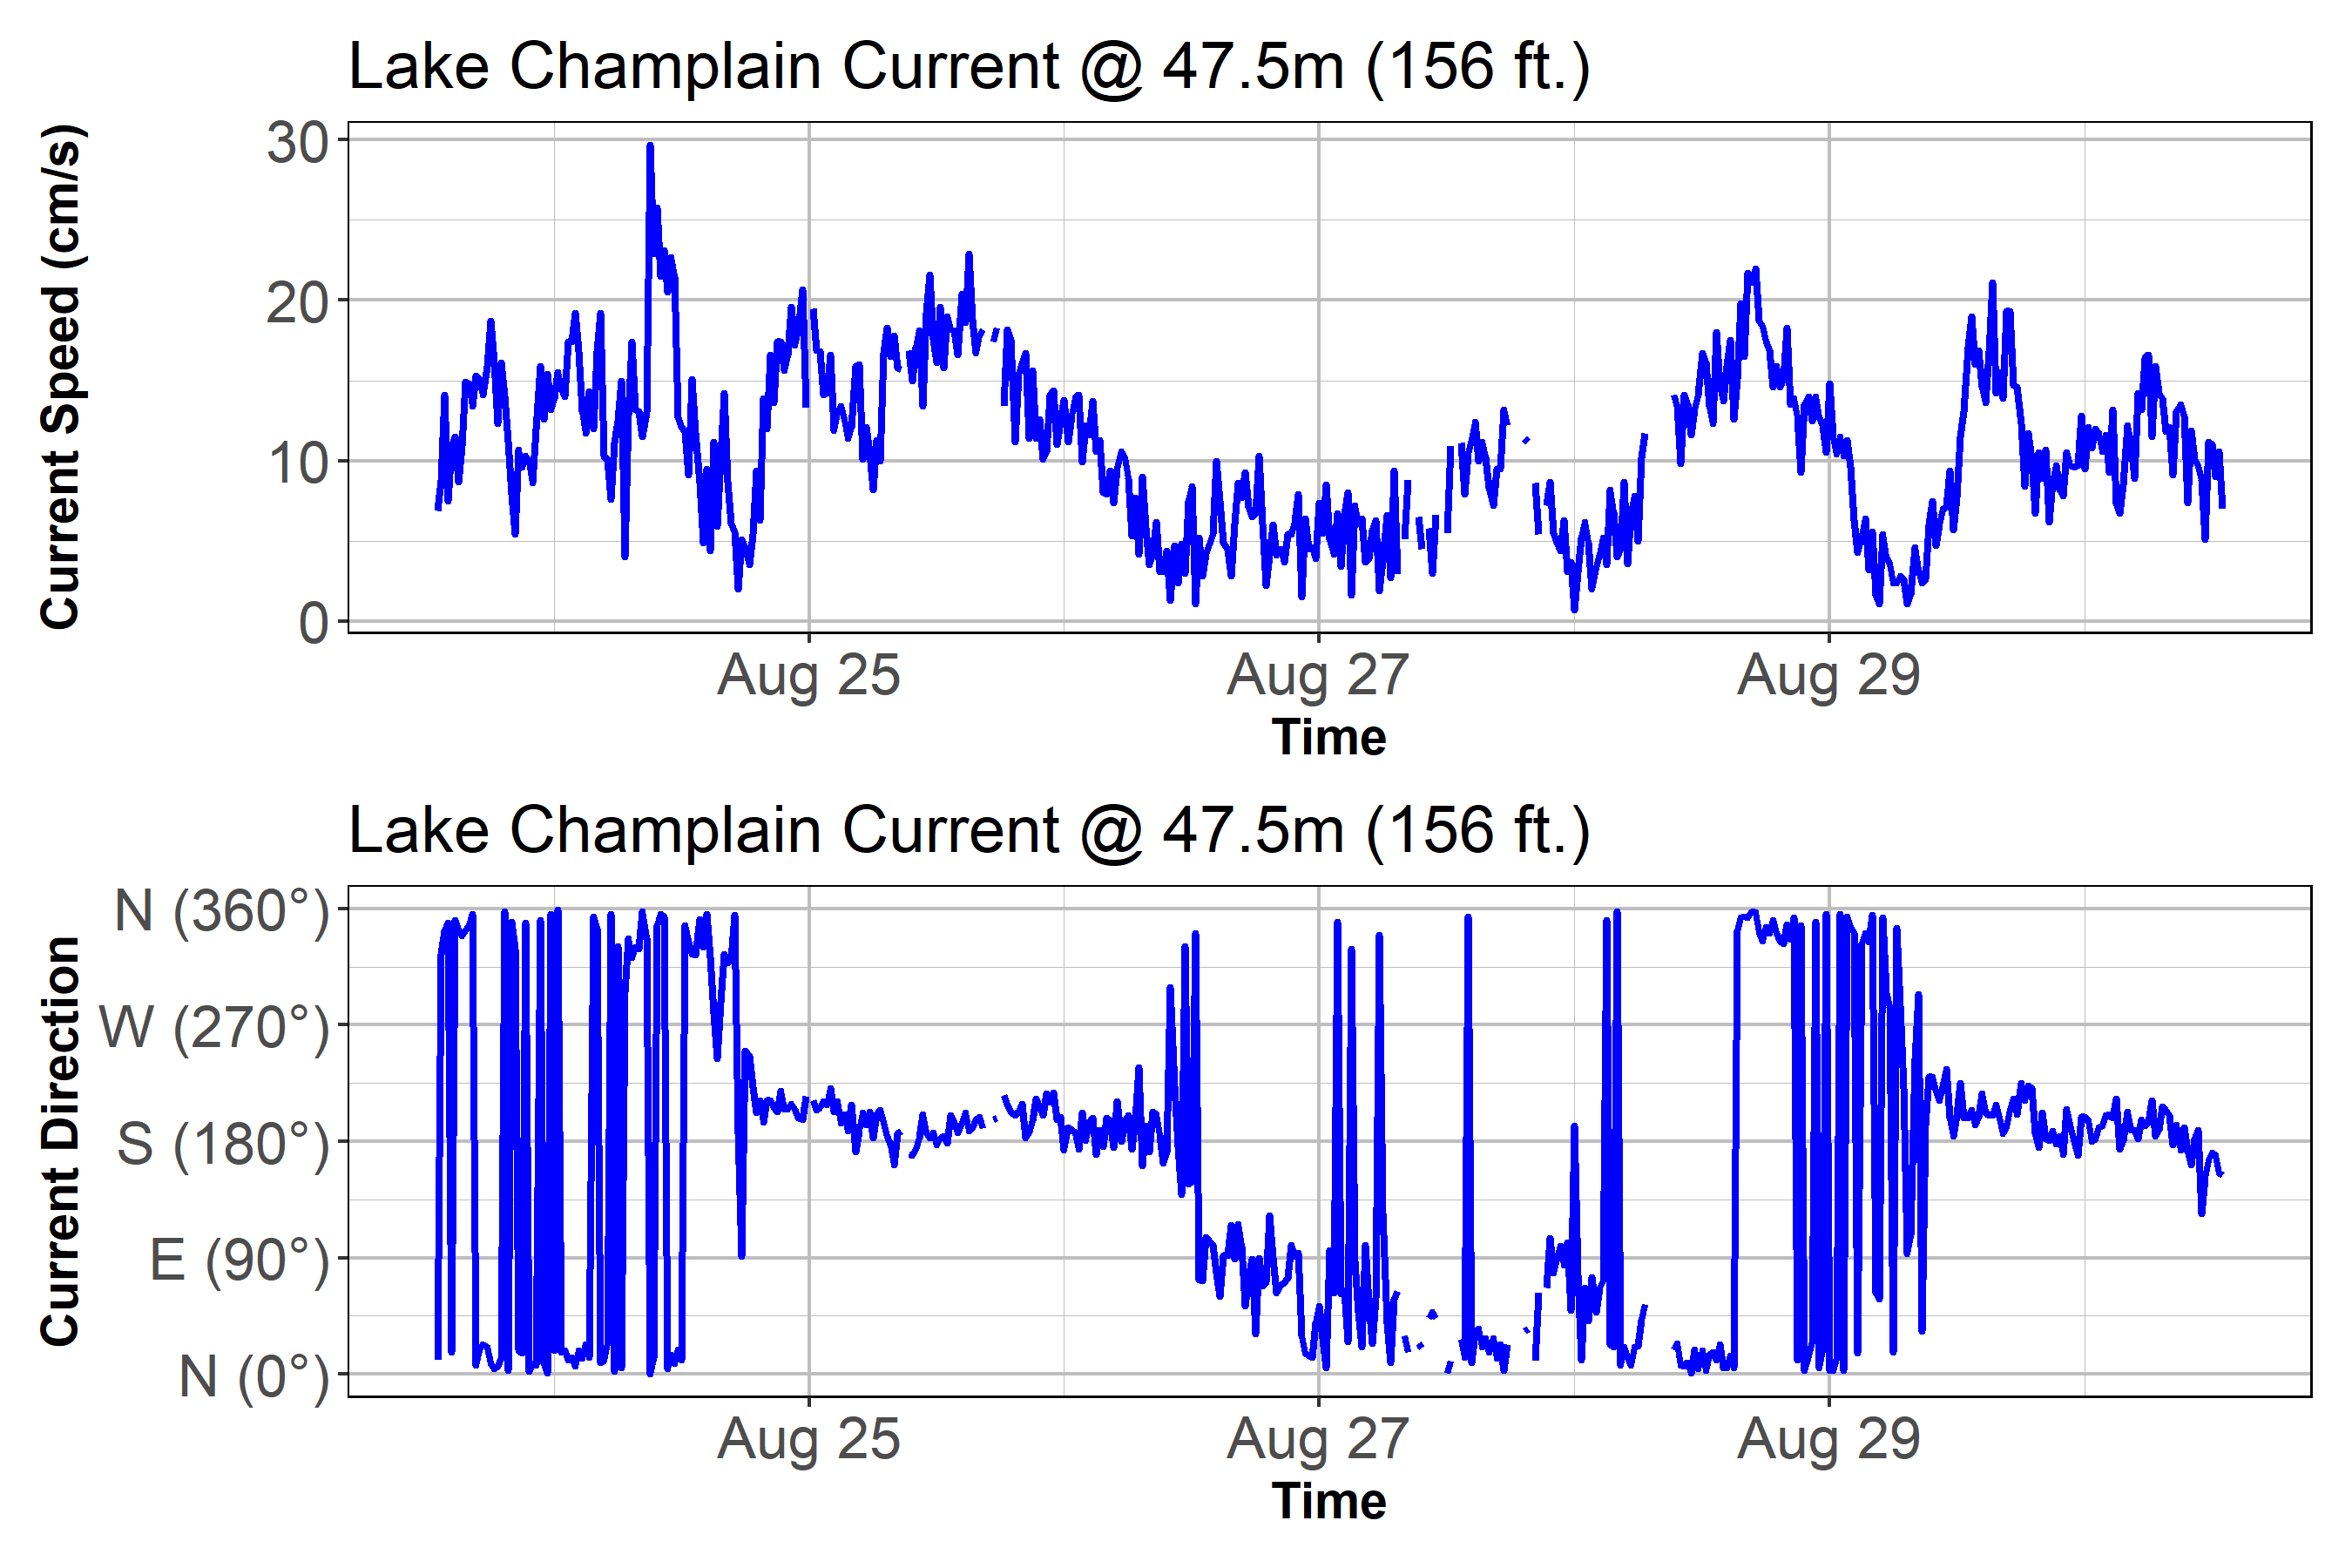 Lake Champlain Current @ 47.5m (156 ft.)
Current Speed (cm/s)
30
20
10
0
Aug 25 Aug 27 Aug 29
Time
Lake Champlain Current @ 47.5m (156 ft.)
Current Direction
N (360°)
W (270°)
S (180°)
E (90°)
N (0°)
Aug 25 Aug 27 Aug 29
Time